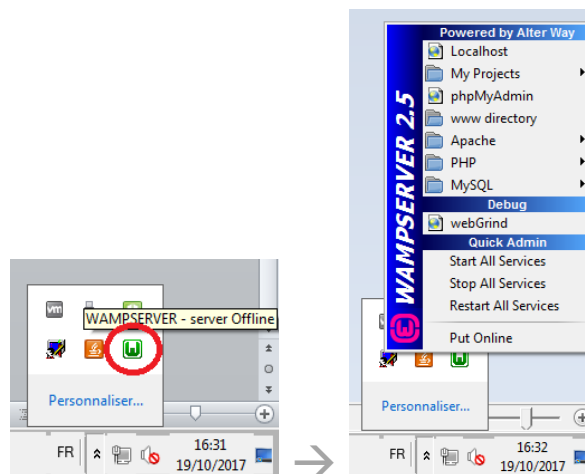 vm
WAMPSERVER - server Offline
Personnaliser...
FR
16:31
19/10/2017
Powered by Alter Way
Localhost
My Projects
phpMyAdmin
www directory
Apache
PHP
MySQL
Debug
webGrind
Quick Admin
Start All Services
Stop All Services
Restart All Services
Put Online
WAMPSERVER 2.5
Personnaliser...
FR
16:32
19/10/2017